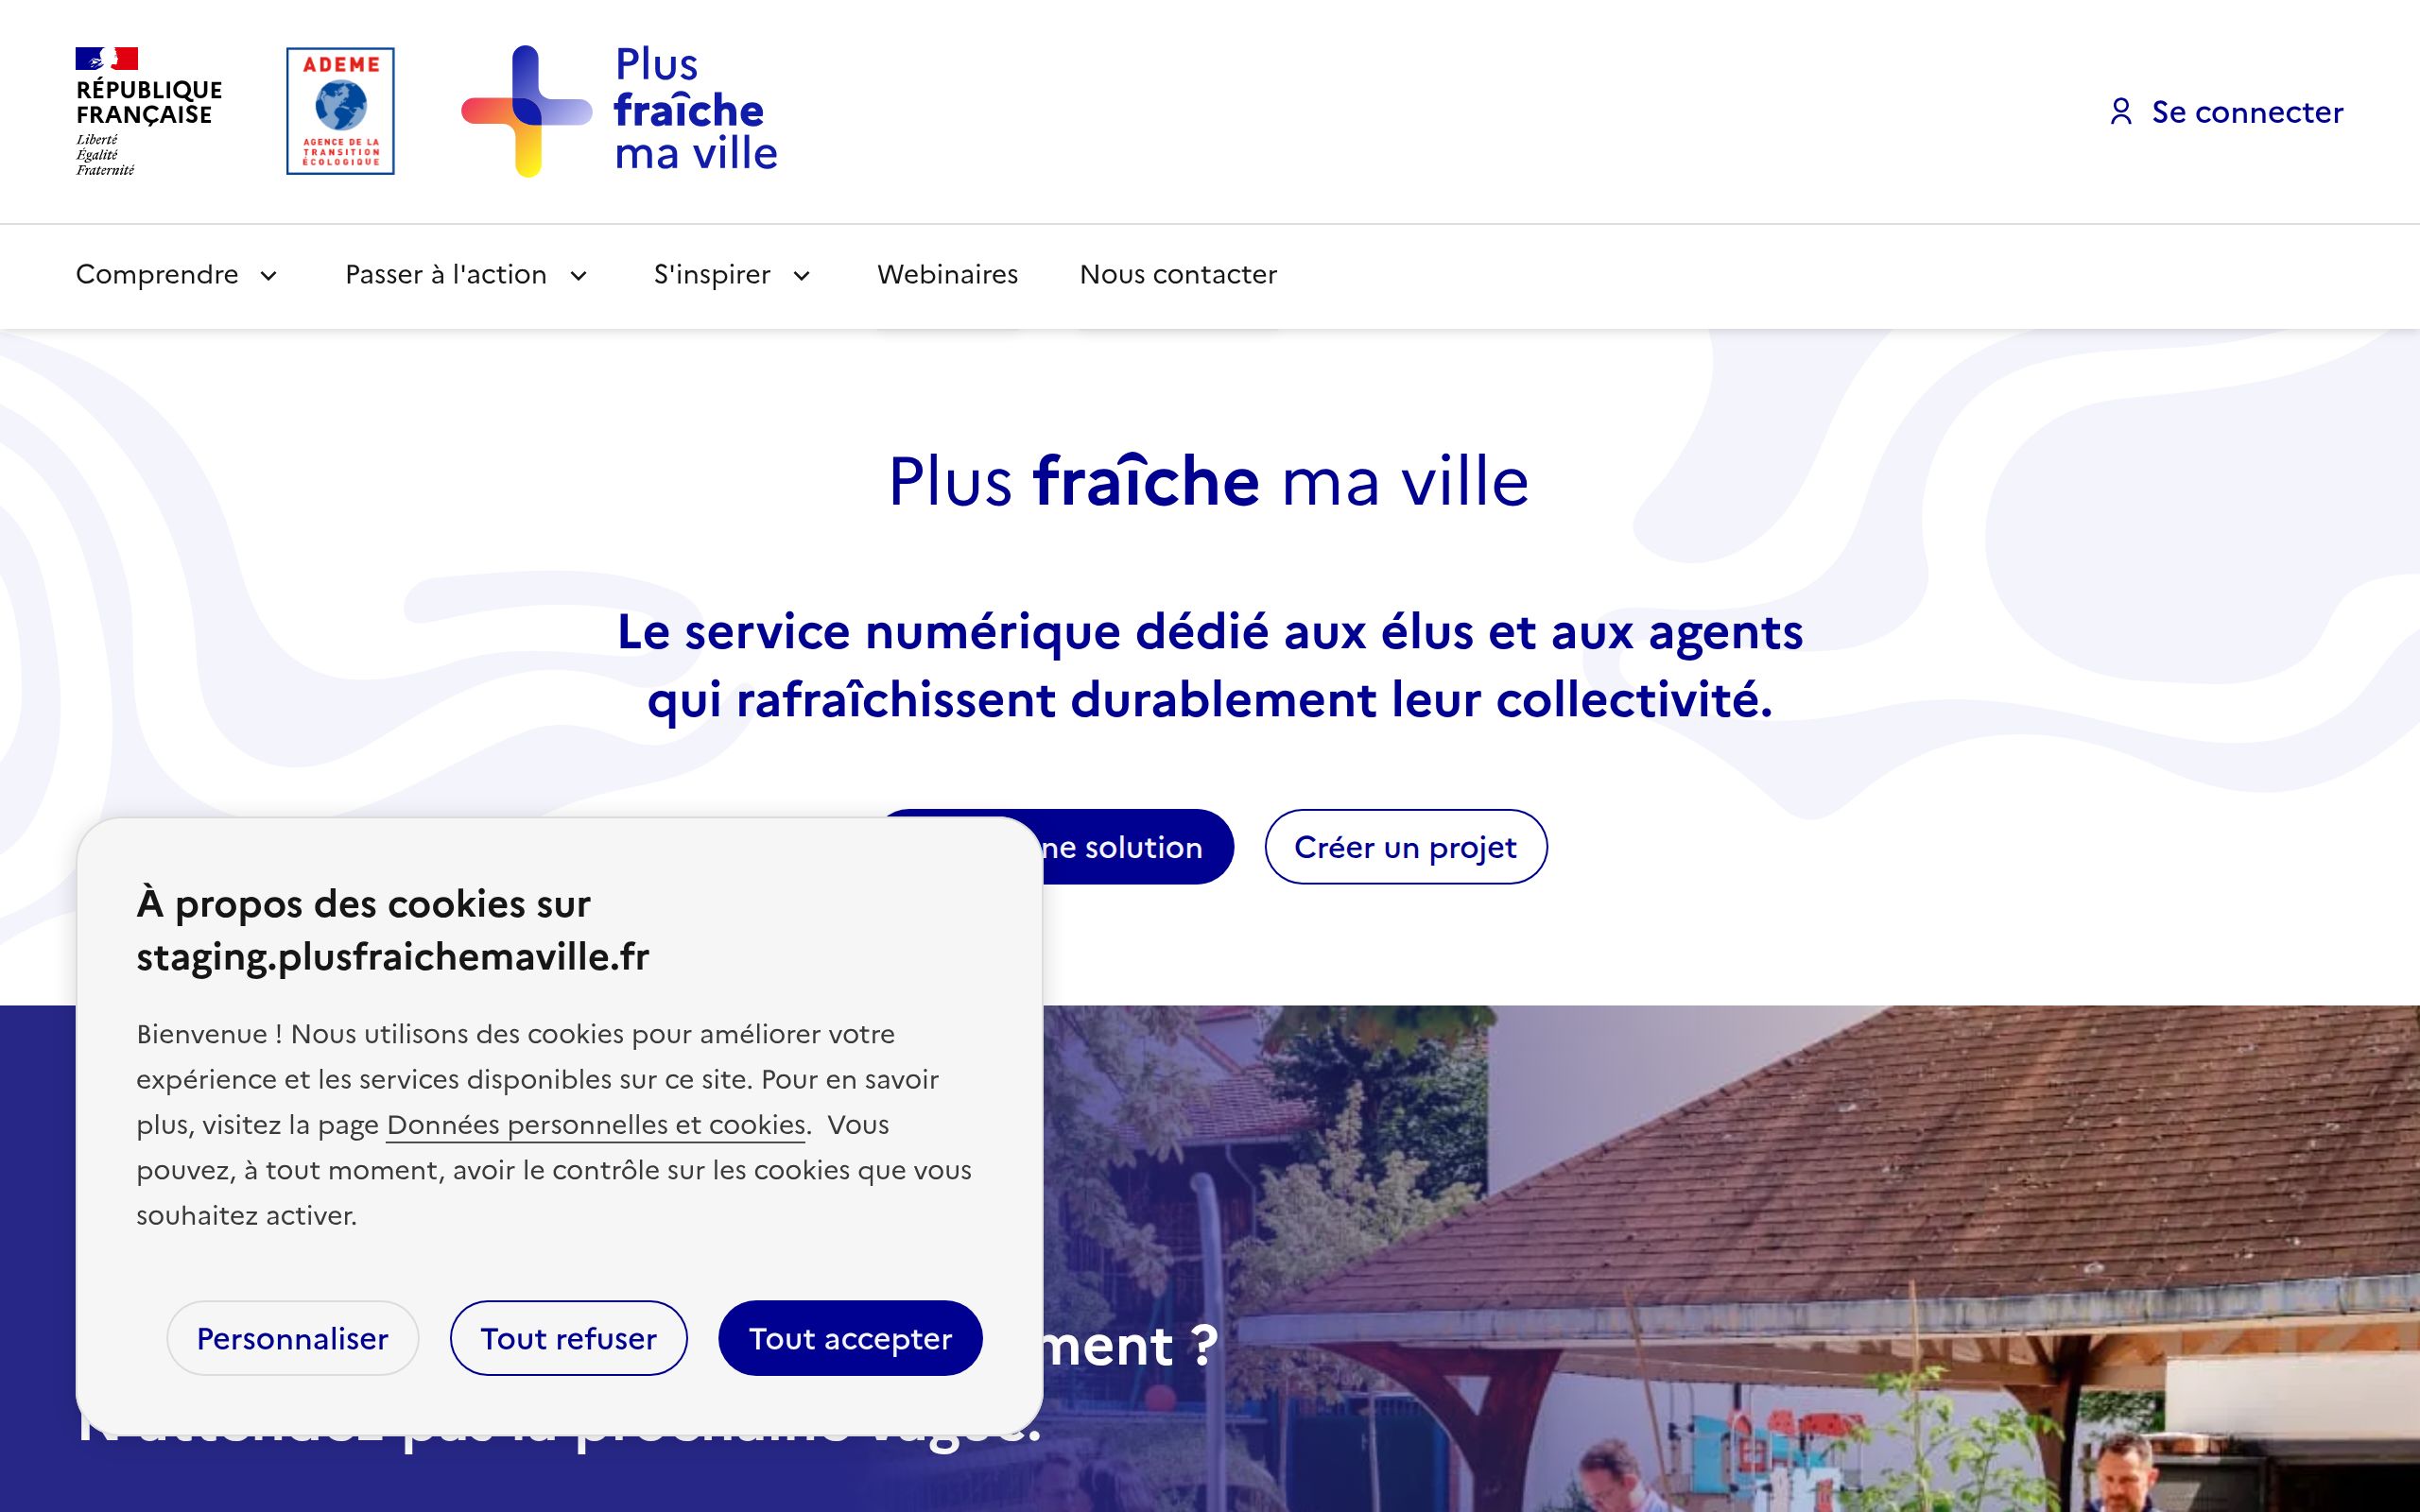 RÉPUBLIQUE
FRANÇAISE
Liberté
Égalité
Fraternité
ADEME
AGENCE DE LA
TRANSITION
ÉCOLOGIQUE
Plus
fraîche
ma ville
Se connecter
Comprendre
Passer à l'action
S'inspirer
Webinaires
Nous contacter
Plus fraîche ma ville
Le service numérique dédié aux élus et aux agents
qui rafraîchissent durablement leur collectivité.
ne solution
Créer un projet
À propos des cookies sur
staging.plusfraichemaville.fr
Bienvenue ! Nous utilisons des cookies pour améliorer votre
expérience et les services disponibles sur ce site. Pour en savoir
plus, visitez la page Données personnelles et cookies. Vous
pouvez, à tout moment, avoir le contrôle sur les cookies que vous
souhaitez activer.
Personnaliser
Tout refuser
Tout accepter
ment ?